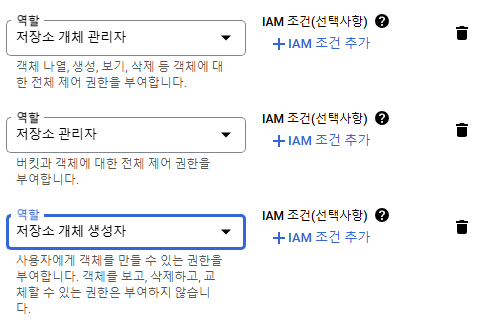 역할
저장소 개체 관리자
IAM 조건(선택사항)
IAM 조건 추가
객체 나열, 생성, 보기, 삭제 등 객체에 대
한 전체 제어 권한을 부여합니다.
역할
저장소 관리자
IAM 조건(선택사항)
IAM 조건 추가
버킷과 객체에 대한 전체 제어 권한을
부여합니다.
역할
저장소 개체 생성자
IAM 조건(선택사항)
IAM 조건 추가
사용자에게 객체를 만들 수 있는 권한을
부여합니다. 객체를 보고, 삭제하고, 교
체할 수 있는 권한은 부여하지 않습니
다.